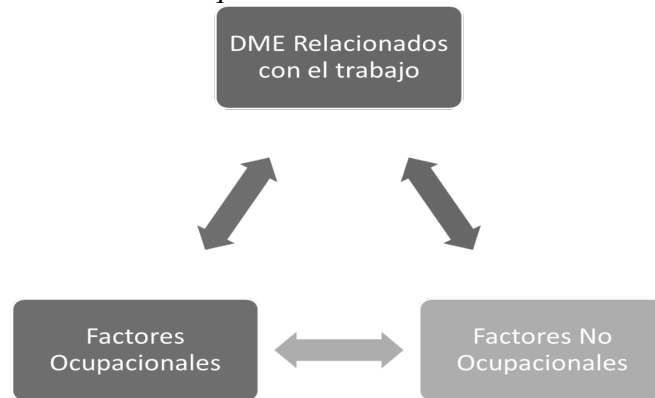 DME Relacionados
con el trabajo
Factores
Ocupacionales
Factores No
Ocupacionales